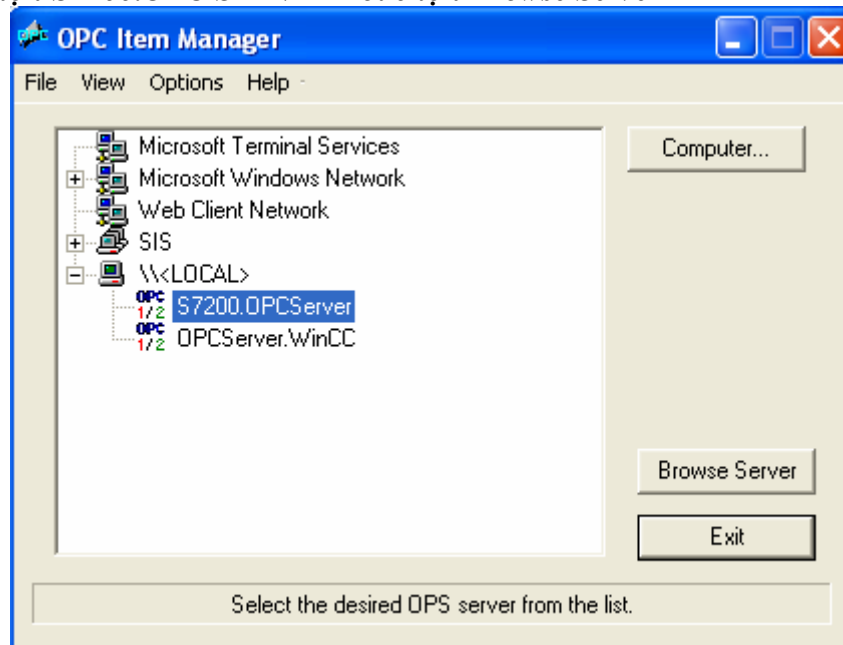 OPC Item Manager
File View Options Help
Microsoft Terminal Services
Computer...
Microsoft Windows Network
Web Client Network
SIS
\\<LOCAL>
OPC 1/2 S7200.OPCServer
OPC 1/2 OPCServer.WinCC
Browse Server
Exit
Select the desired OPS server from the list.